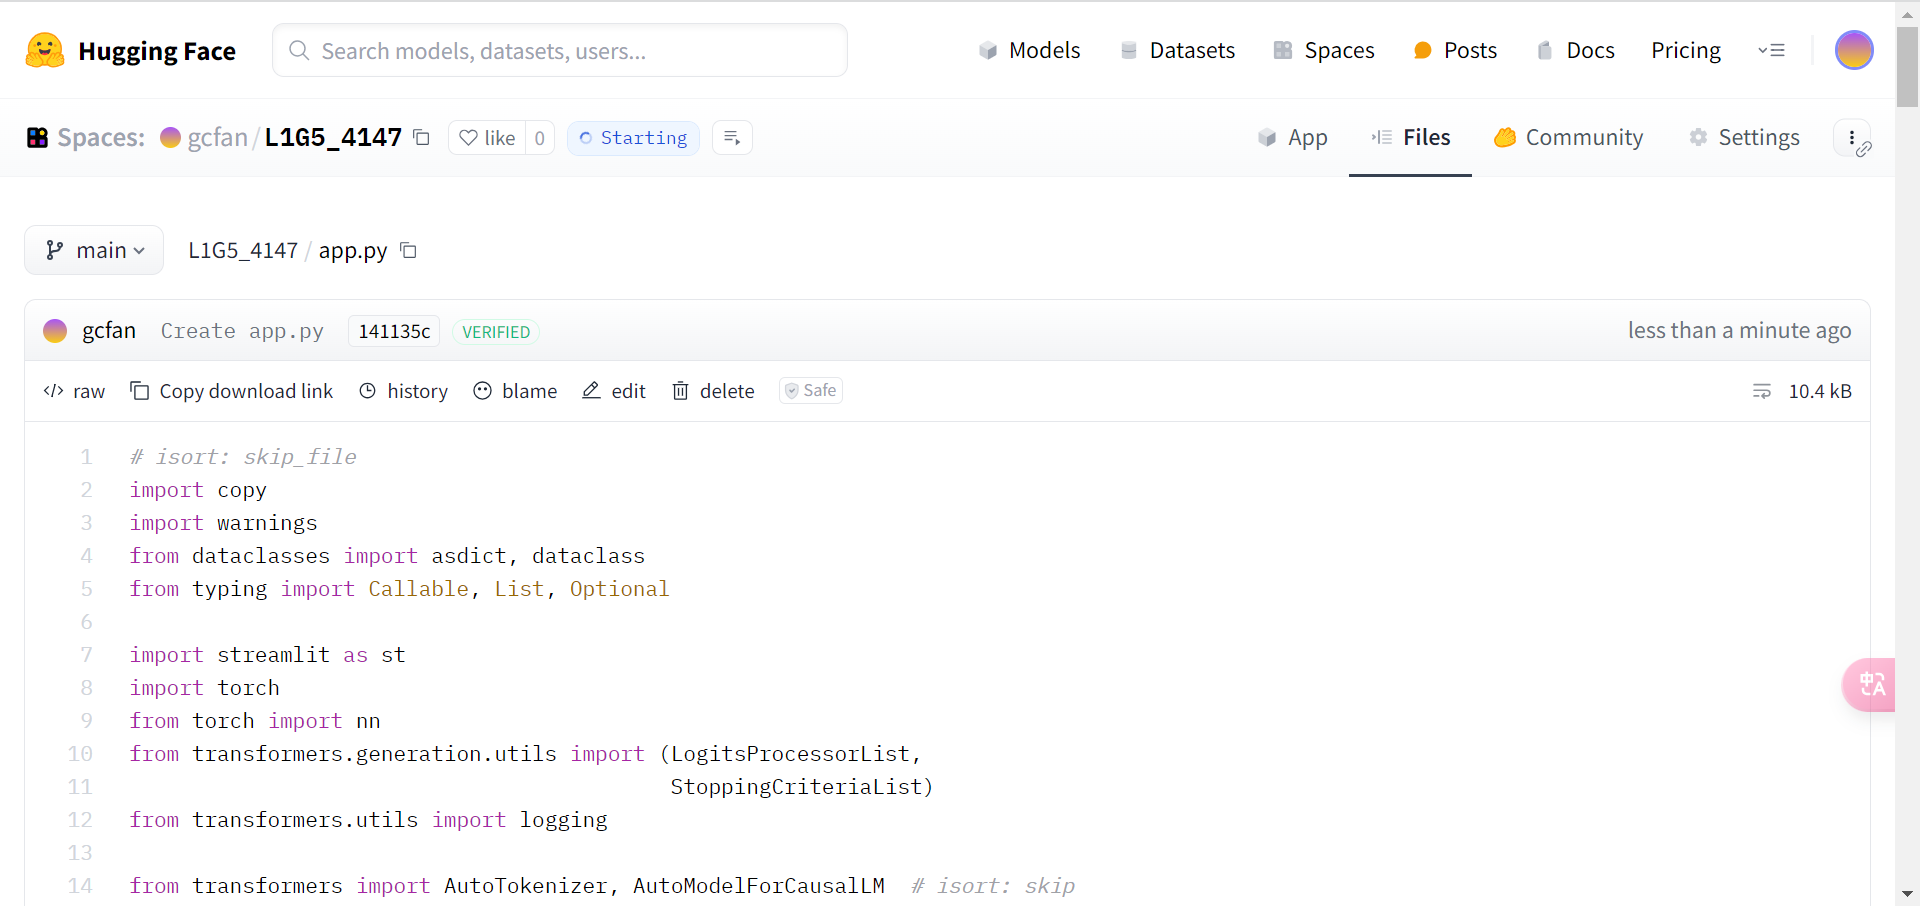 Hugging Face
Search models, datasets, users...
Models
Datasets
Spaces
Posts
Docs
Pricing
Spaces:
gcfan/L1G5_4147
like
0
Starting
App
Files
Community
Settings
main
L1G5_4147 / app.py
gcfan
Create app.py
141135c
VERIFIED
less than a minute ago
raw
Copy download link
history
blame
edit
delete
Safe
10.4 kB
1 # isort: skip_file
2 import copy
3 import warnings
4 from dataclasses import asdict, dataclass
5 from typing import Callable, List, Optional
6
7 import streamlit as st
8 import torch
9 from torch import nn
10 from transformers.generation.utils import (LogitsProcessorList,
11 StoppingCriteriaList)
12 from transformers.utils import logging
13
14 from transformers import AutoTokenizer, AutoModelForCausalLM  # isort: skip
中A